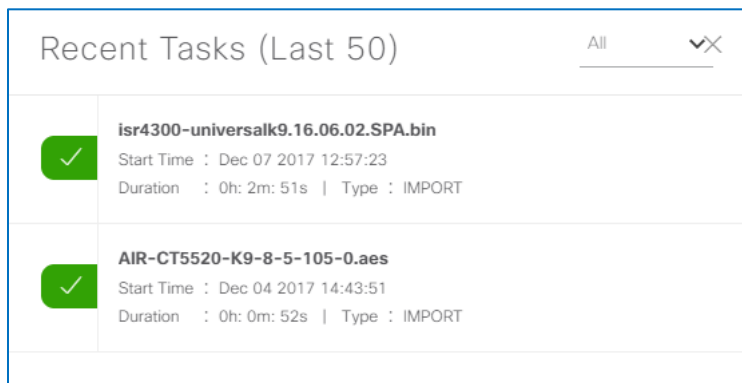 Recent Tasks (Last 50)
All
isr4300-universalk9.16.06.02.SPA.bin
Start Time : Dec 07 2017 12:57:23
Duration : 0h: 2m: 51s | Type : IMPORT
AIR-CT5520-K9-8-5-105-0.aes
Start Time : Dec 04 2017 14:43:51
Duration : 0h: 0m: 52s | Type : IMPORT